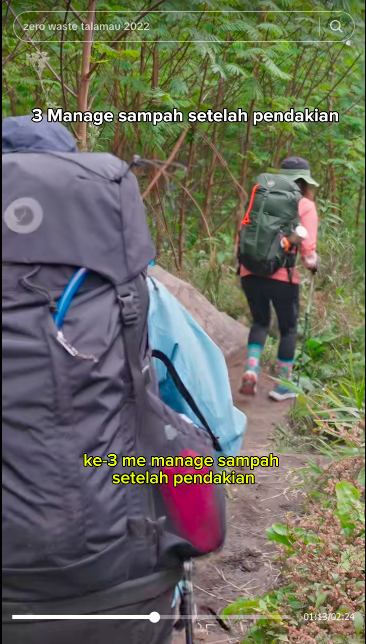 zero waste talamau 2022
3 Manage sampah setelah pendakian
ke-3 me manage sampah
setelah pendakian
01:13/02:24